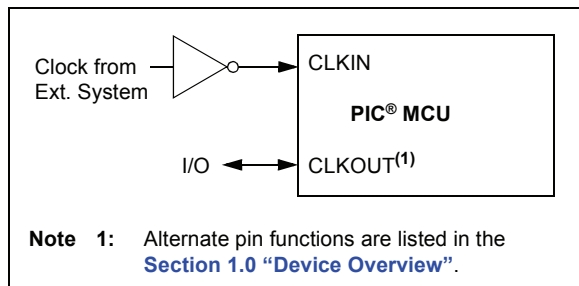 Clock from
Ext. System
CLKIN
PIC® MCU
I/O
CLKOUT(1)
Note 1: Alternate pin functions are listed in the
Section 1.0 “Device Overview”.